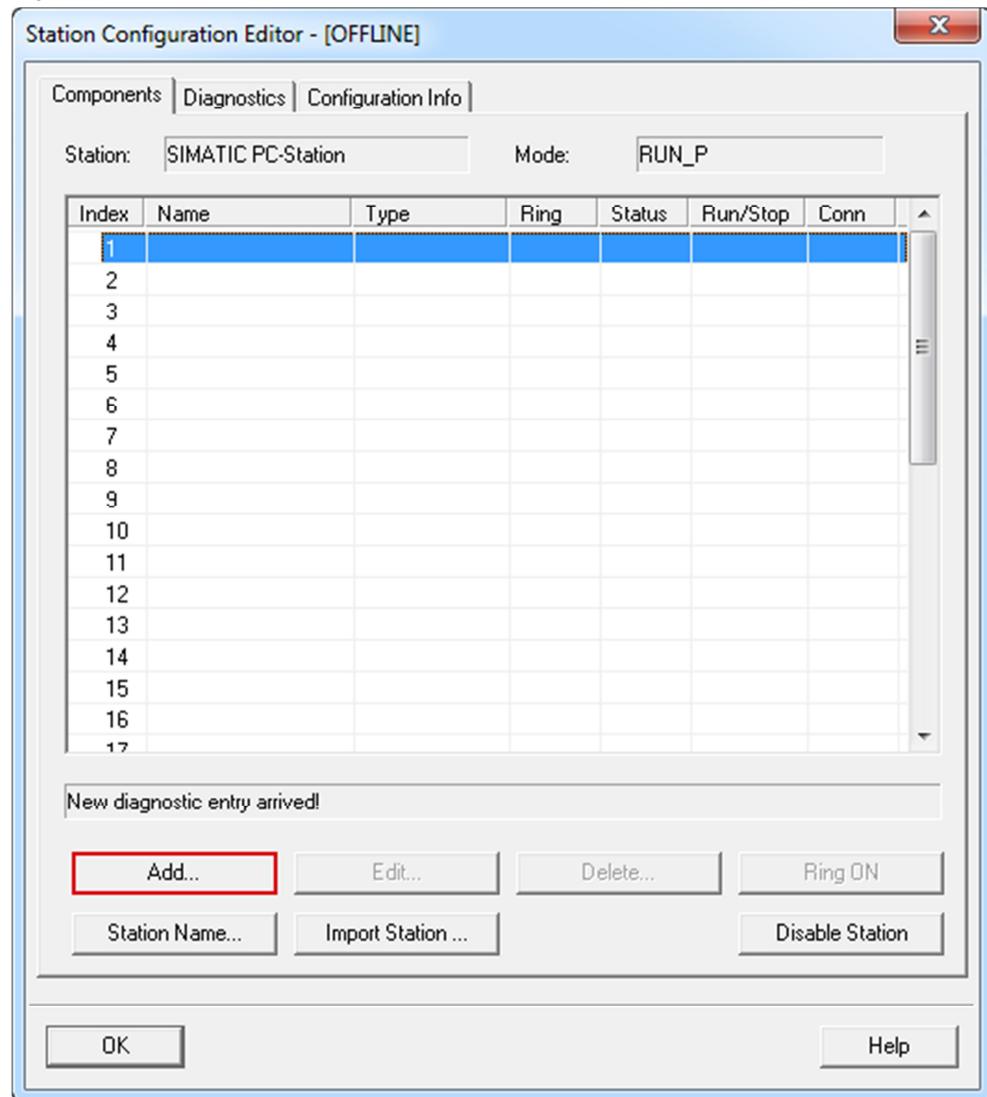 Station Configuration Editor - [OFFLINE]
Components Diagnostics Configuration Info
Station: SIMATIC PC-Station Mode: RUN_P
Index Name Type Ring Status Run/Stop Conn
1
2
3
4
5
6
7
8
9
10
11
12
13
14
15
16
17
New diagnostic entry arrived!
Add... Edit... Delete... Ring ON
Station Name... Import Station ... Disable Station
OK Help